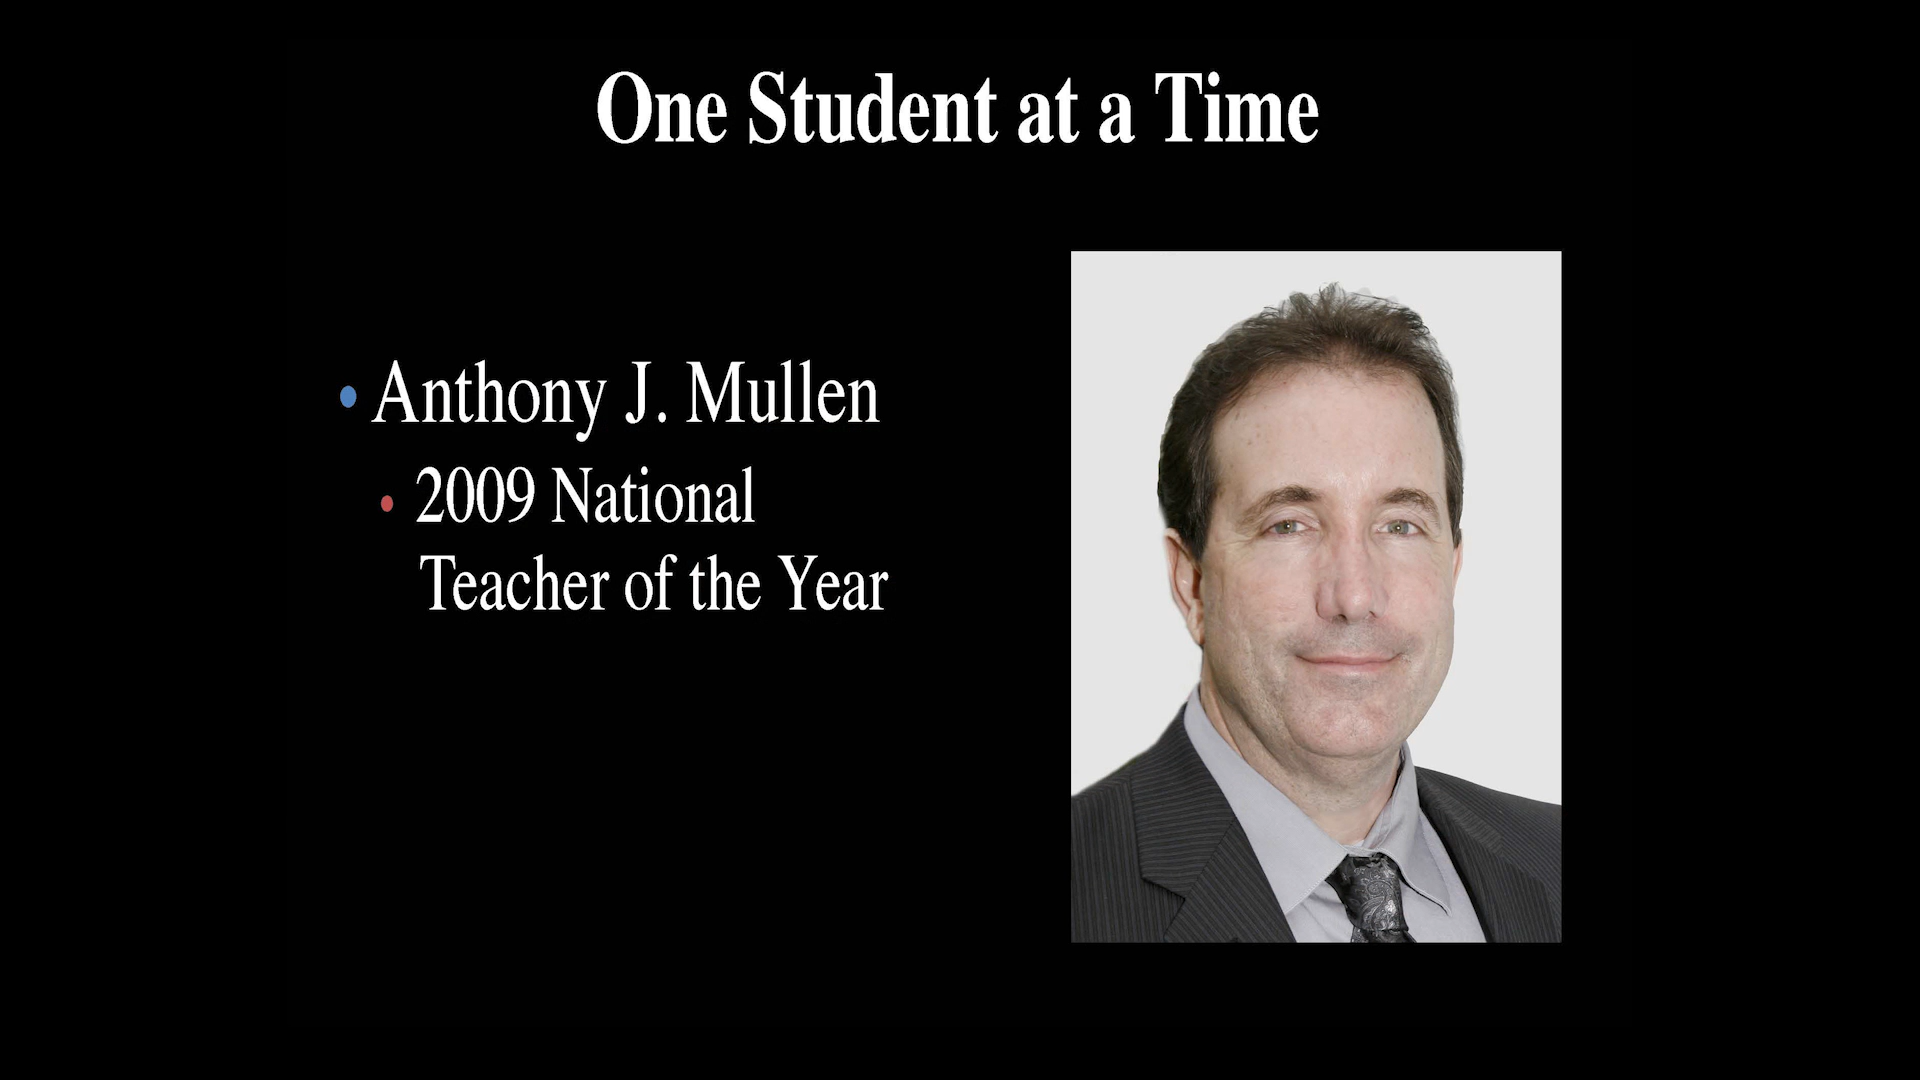 One Student at a Time
• Anthony J. Mullen
• 2009 National
Teacher of the Year